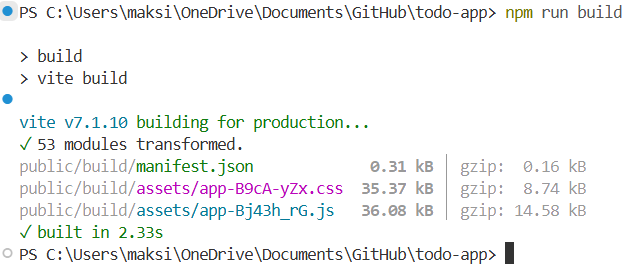 PS C:\Users\maksi\OneDrive\Documents\GitHub\todo-app> npm run build
> build
> vite build
vite v7.1.10 building for production...
✓ 53 modules transformed.
public/build/manifest.json 0.31 kB │ gzip: 0.16 kB
public/build/assets/app-B9cA-yZx.css 35.37 kB │ gzip: 8.74 kB
public/build/assets/app-Bj43h_rG.js 36.08 kB │ gzip: 14.58 kB
✓ built in 2.33s
PS C:\Users\maksi\OneDrive\Documents\GitHub\todo-app>